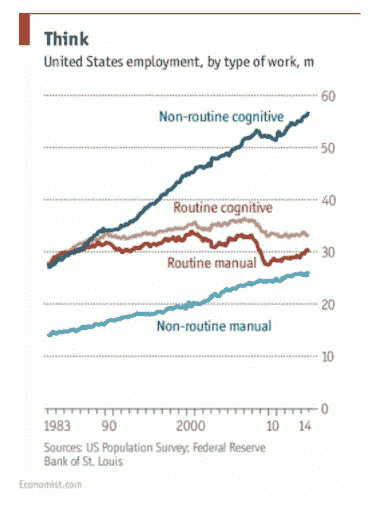 Think
United States employment, by type of work, m
60
Non-routine cognitive
50
40
Routine cognitive
30
Routine manual
20
Non-routine manual
10
0
1983 90 2000 10 14
Sources: US Population Survey; Federal Reserve
Bank of St. Louis
Economist.com